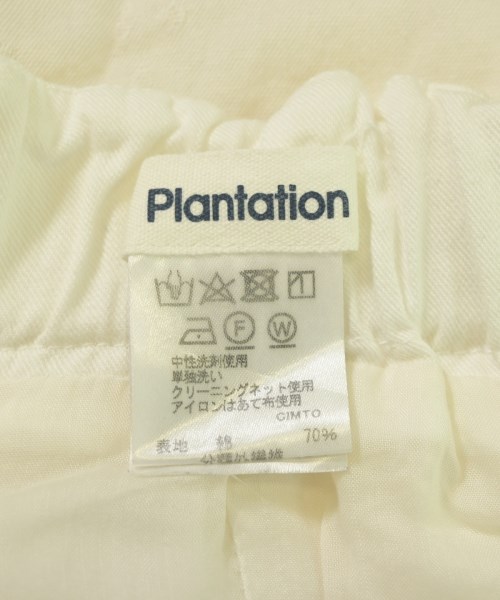 Plantation
F W
中性洗剤使用
単独洗い
クリーニングネット使用
アイロンはあて布使用
CIMTO
表地 綿 70%